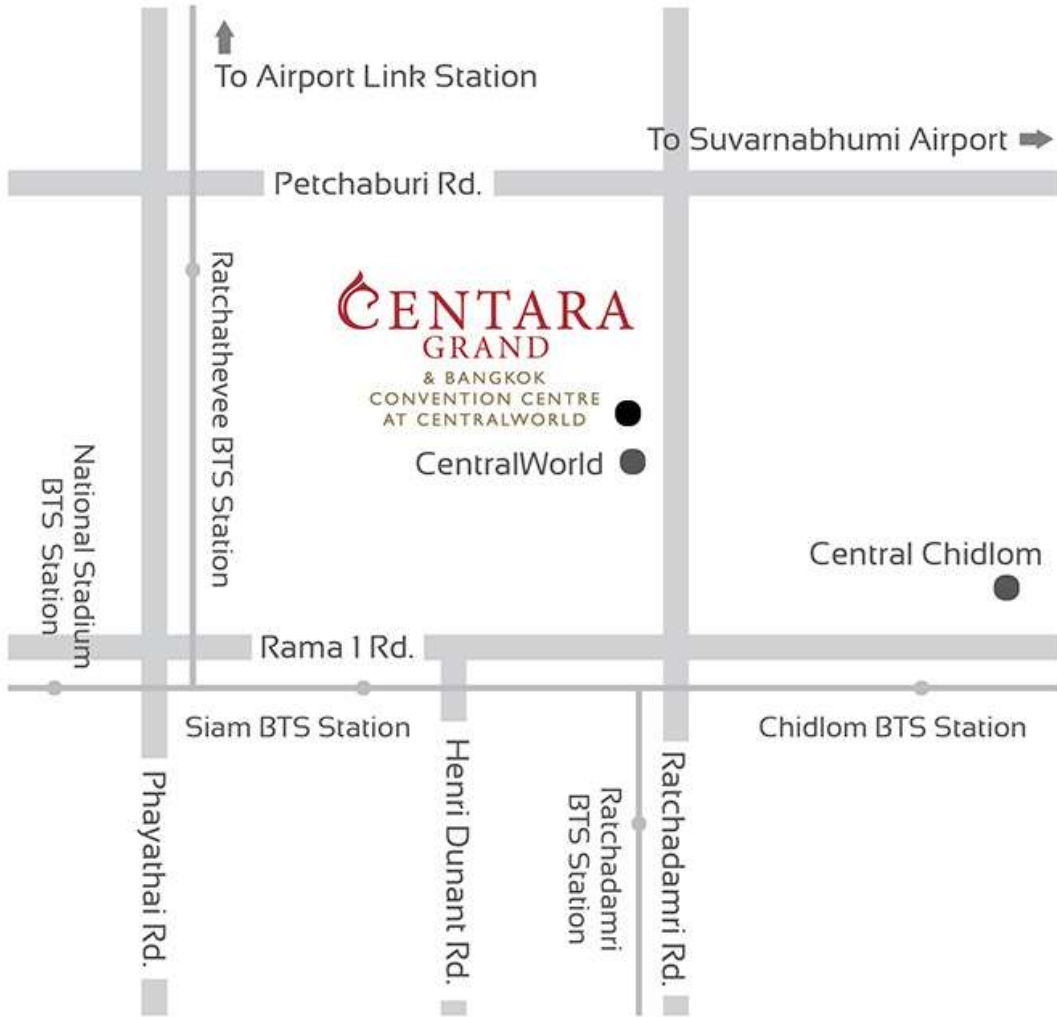 To Airport Link Station
To Suvarnabhumi Airport
Petchaburi Rd.
Ratchathevee BTS Station
CENTARA
GRAND
& BANGKOK
CONVENTION CENTRE
AT CENTRALWORLD
CentralWorld
National Stadium
BTS Station
Central Chidlom
Rama 1 Rd.
Siam BTS Station
Chidlom BTS Station
Phayathai Rd.
Henri Dunant Rd.
Ratchadamri
BTS Station
Ratchadamri Rd.